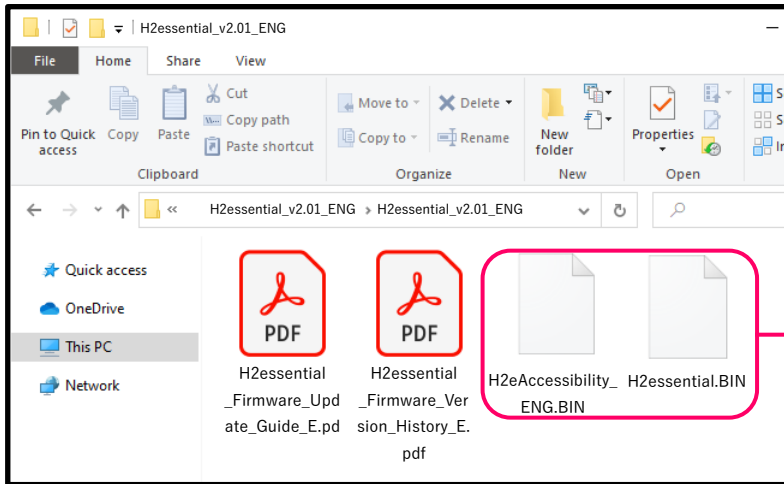 H2essential_v2.01_ENG
File Home Share View
Pin to Quick access
Copy
Paste
Cut
Copy path
Paste shortcut
Clipboard
Move to
Copy to
Delete
Rename
Organize
New folder
New
Properties
Open
S
S
In
« H2essential_v2.01_ENG > H2essential_v2.01_ENG
Quick access
OneDrive
This PC
Network
PDF
H2essential
_Firmware_Upd
ate_Guide_E.pd
PDF
H2essential
_Firmware_Ver
sion_History_E.
pdf
H2eAccessibility_
ENG.BIN
H2essential.BIN